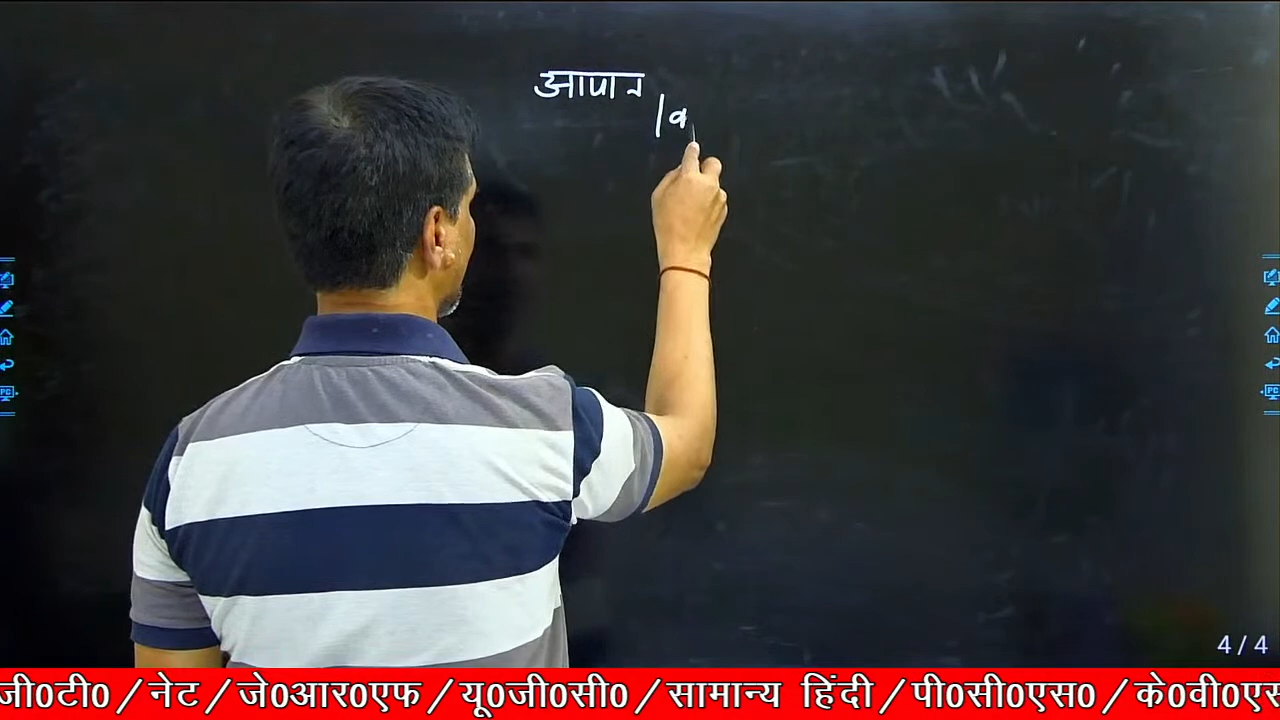 आपान
4 / 4
जी0टी0 / नेट / जे0आर0एफ / यू0जी0सी0 / सामान्य हिंदी / पी0सी0एस0 / के0वी0एस